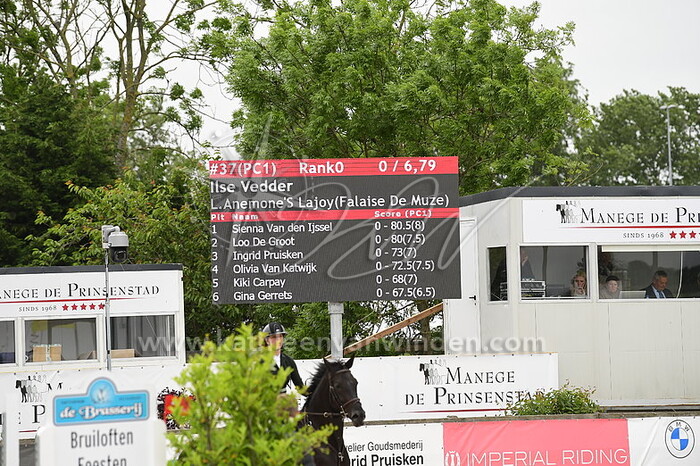 #37(PC1) Rank0 0 / 6,79
Ilse Vedder
L.Anemone's Lajoy(Falaise De Muze)
Plt Naam Score (PC1)
1 Sienna Van den Ijssel 0 - 80.5(8)
2 Loo De Groot 0 - 80(7.5)
3 Ingrid Pruisken 0 - 73(7)
4 Olivia Van Katwijk 0 - 72.5(7.5)
5 Kiki Carpay 0 - 68(7)
6 Gina Gerrets 0 - 67.5(6.5)
Manege de Prinsen
SINDS 1968
Manege de Prinsenstad
sinds 1968
www.kathleenvanwinden.com
Manege
de Prinsenstad
de Brasserij
Bruiloften
Feesten
elier Goudsmederij
Ingrid Pruisken
IMPERIAL RIDING
BMW